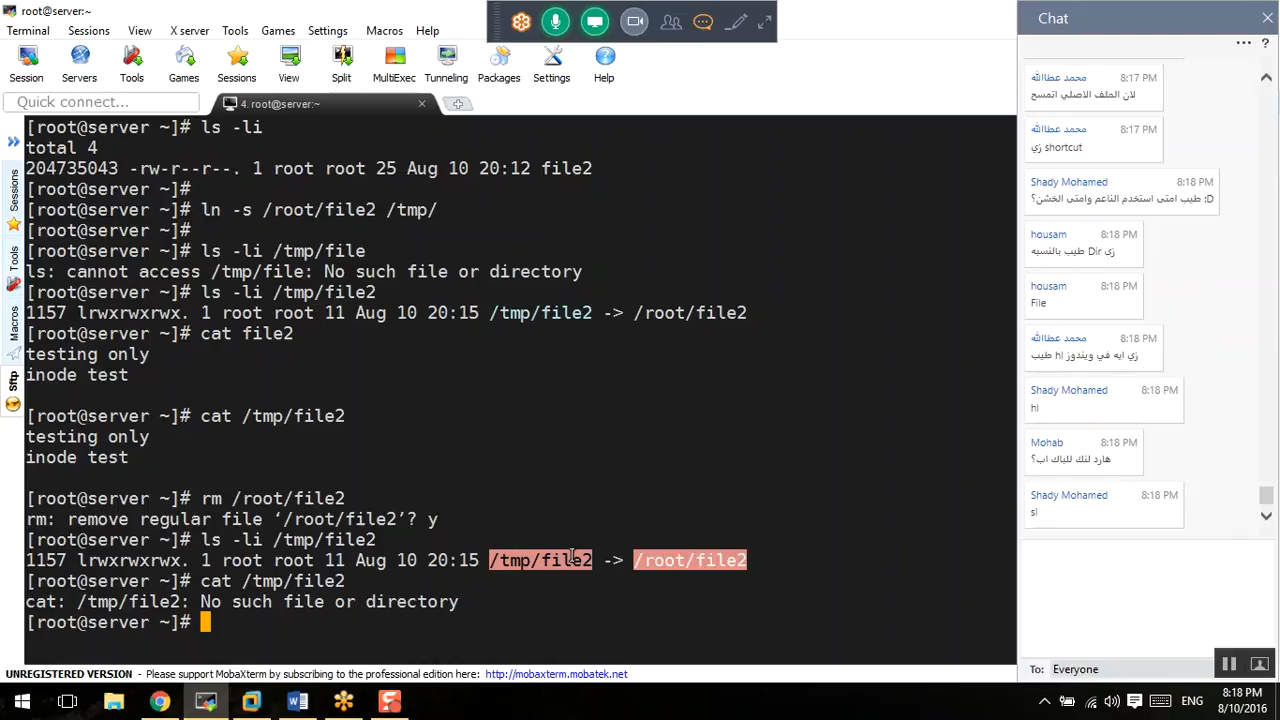 root@server:~
Terminal Sessions View X server Tools Games Settings Macros Help
Session Servers Tools Games Sessions View Split MultiExec Tunneling Packages Settings Help
Quick connect...
4. root@server:~
Sessions
Tools
Macros
Sftp
[root@server ~]# ls -li
total 4
204735043 -rw-r--r--. 1 root root 25 Aug 10 20:12 file2
[root@server ~]#
[root@server ~]# ln -s /root/file2 /tmp/
[root@server ~]#
[root@server ~]# ls -li /tmp/file
ls: cannot access /tmp/file: No such file or directory
[root@server ~]# ls -li /tmp/file2
1157 lrwxrwxrwx. 1 root root 11 Aug 10 20:15 /tmp/file2 -> /root/file2
[root@server ~]# cat file2
testing only
inode test
[root@server ~]# cat /tmp/file2
testing only
inode test
[root@server ~]# rm /root/file2
rm: remove regular file ‘/root/file2’? y
[root@server ~]# ls -li /tmp/file2
1157 lrwxrwxrwx. 1 root root 11 Aug 10 20:15 /tmp/file2 -> /root/file2
[root@server ~]# cat /tmp/file2
cat: /tmp/file2: No such file or directory
[root@server ~]#
UNREGISTERED VERSION - Please support MobaXterm by subscribing to the professional edition here: http://mobaxterm.mobatek.net
Chat
... ?
محمد عطاالله 8:17 PM
لان الملف الاصلي اتمسح
محمد عطاالله 8:17 PM
زي shortcut
Shady Mohamed 8:18 PM
طيب امتى استخدم الناعم وامتى الخشن؟ :D
housam 8:18 PM
طيب بالنسبه Dir زى
housam 8:18 PM
File
محمد عطاالله 8:18 PM
طيب hl زي ايه في ويندوز
Shady Mohamed 8:18 PM
hl
Mohab 8:18 PM
هارد لنك للباك اب؟
Shady Mohamed 8:18 PM
sl
To: Everyone
ENG
8:18 PM
8/10/2016